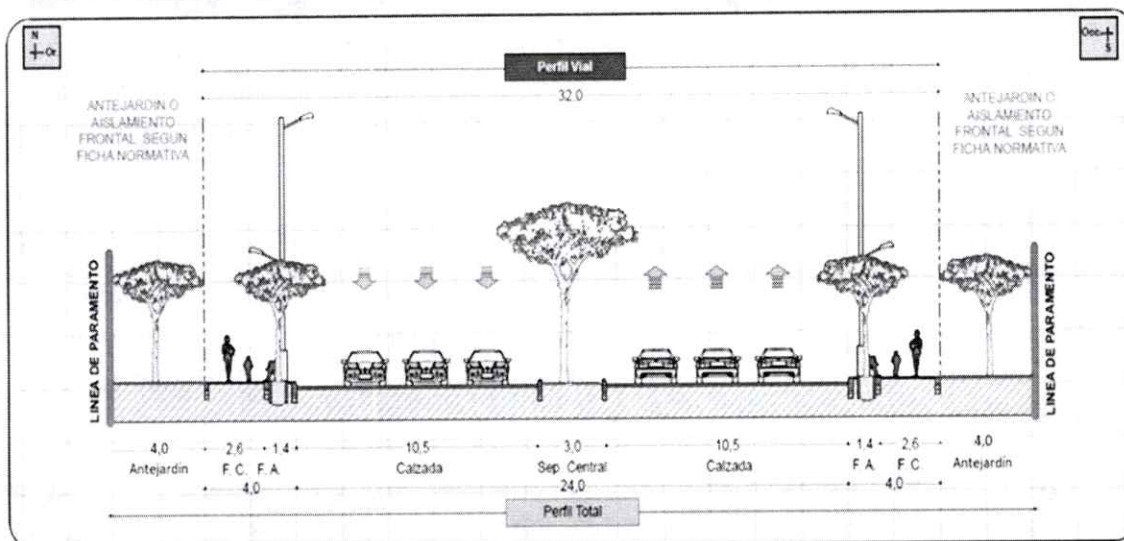 N
Or.
Occ.
S
Perfil Vial
32.0
ANTEJARDIN O
AISLAMIENTO
FRONTAL SEGUN
FICHA NORMATIVA
ANTEJARDIN O
AISLAMIENTO
FRONTAL SEGUN
FICHA NORMATIVA
LINEA DE PARAMENTO
LINEA DE PARAMENTO
4,0 2,6 1,4 10,5 3,0 10,5 1,4 2,6 4,0
Antejardín F. C. F. A. Calzada Sep. Central Calzada F A. F. C. Antejardín
4,0 24,0 4,0
Perfil Total